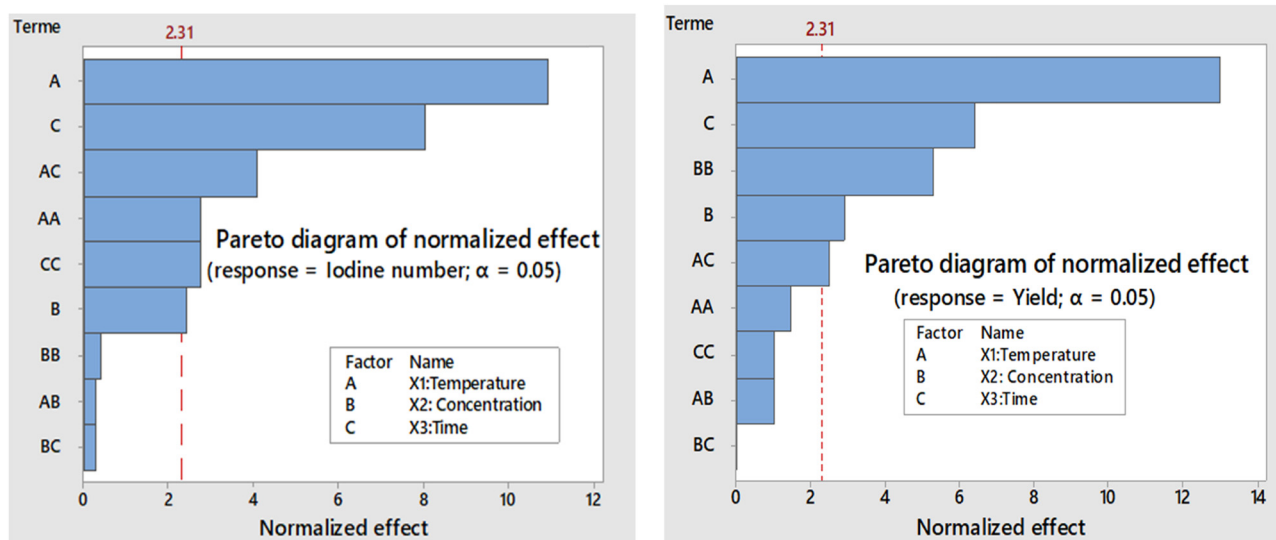 Terme
2.31
A
C
AC
AA
CC
B
BB
AB
BC
Pareto diagram of normalized effect
(response = Iodine number; α = 0.05)
Factor Name
A X1:Temperature
B X2: Concentration
C X3:Time
0 2 4 6 8 10 12
Normalized effect
Terme
2.31
A
C
BB
B
AC
AA
CC
AB
BC
Pareto diagram of normalized effect
(response = Yield; α = 0.05)
Factor Name
A X1:Temperature
B X2: Concentration
C X3:Time
0 2 4 6 8 10 12 14
Normalized effect